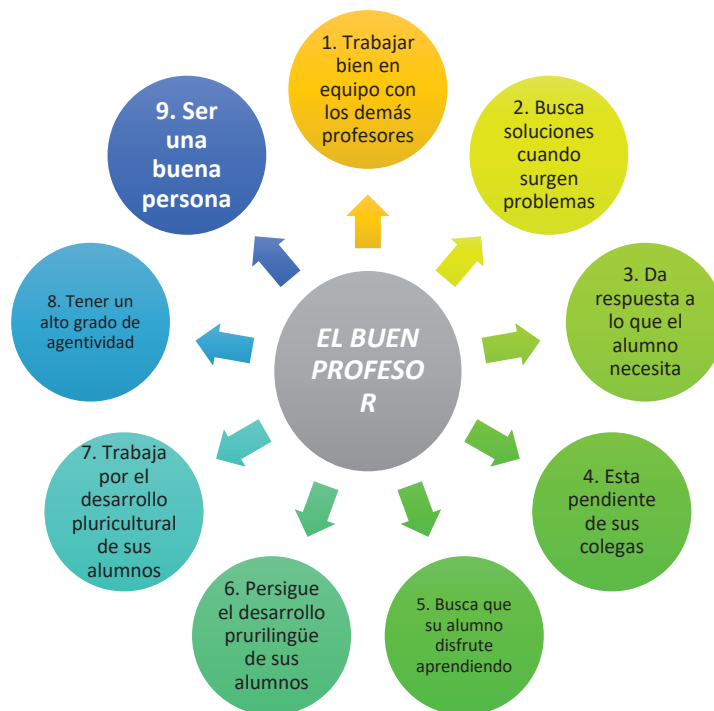 1. Trabajar
bien en
equipo con
los demás
profesores
2. Busca
soluciones
cuando
surgen
problemas
3. Da
respuesta a
lo que el
alumno
necesita
4. Esta
pendiente
de sus
colegas
5. Busca que
su alumno
disfrute
aprendiendo
6. Persigue
el desarrollo
prurilingüe
de sus
alumnos
7. Trabaja
por el
desarrollo
pluricultural
de sus
alumnos
8. Tener un
alto grado de
agentividad
9. Ser
una
buena
persona
EL BUEN
PROFESO
R